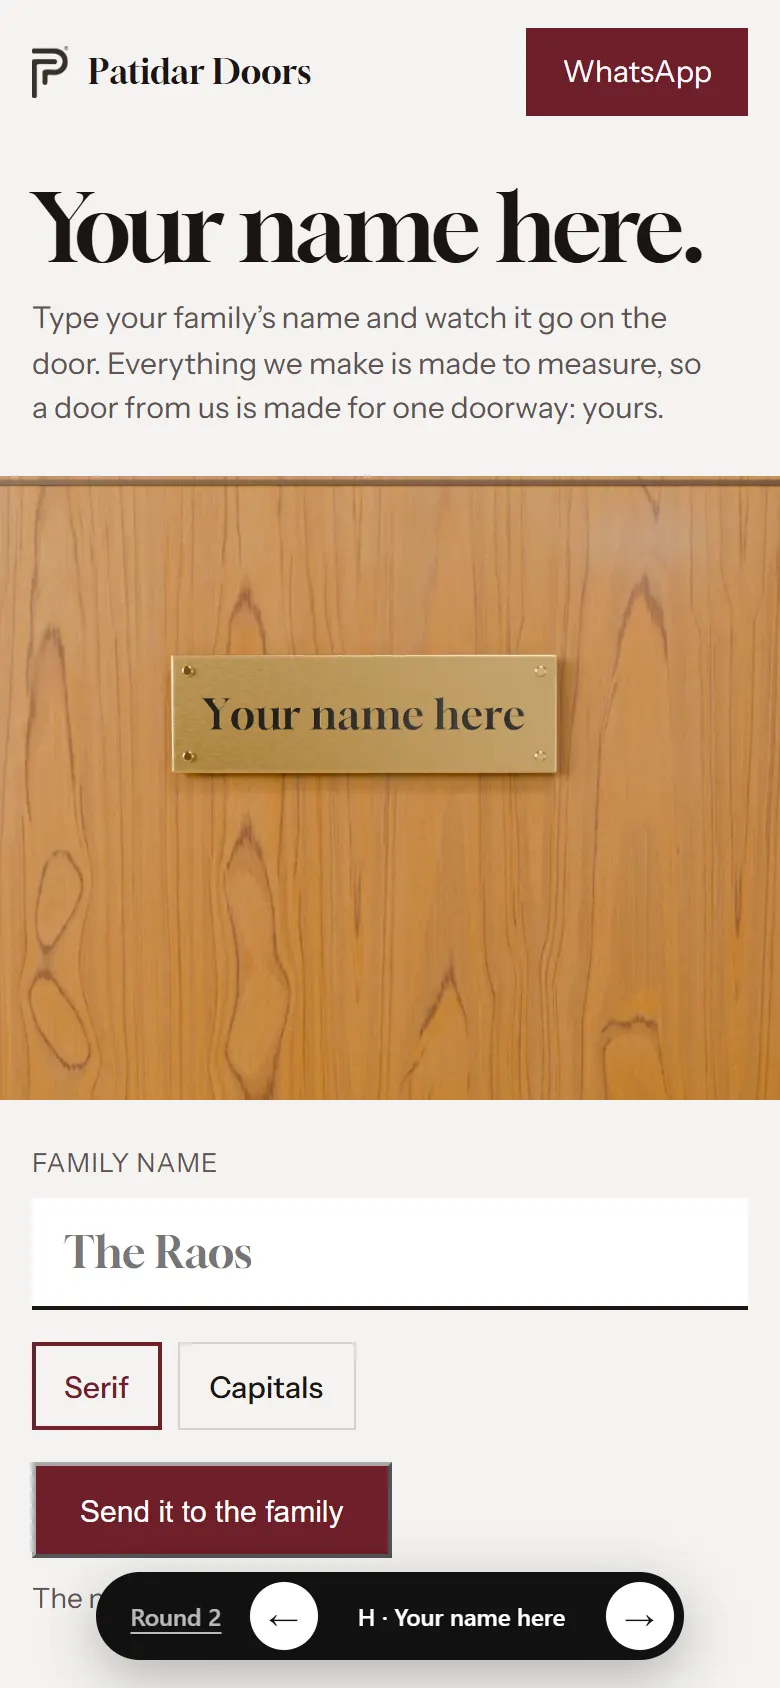 Patidar Doors
WhatsApp
Your name here.
Type your family’s name and watch it go on the
door. Everything we make is made to measure, so
a door from us is made for one doorway: yours.
Your name here
FAMILY NAME
The Raos
Serif
Capitals
Send it to the family
The
Round 2
←
H · Your name here
→